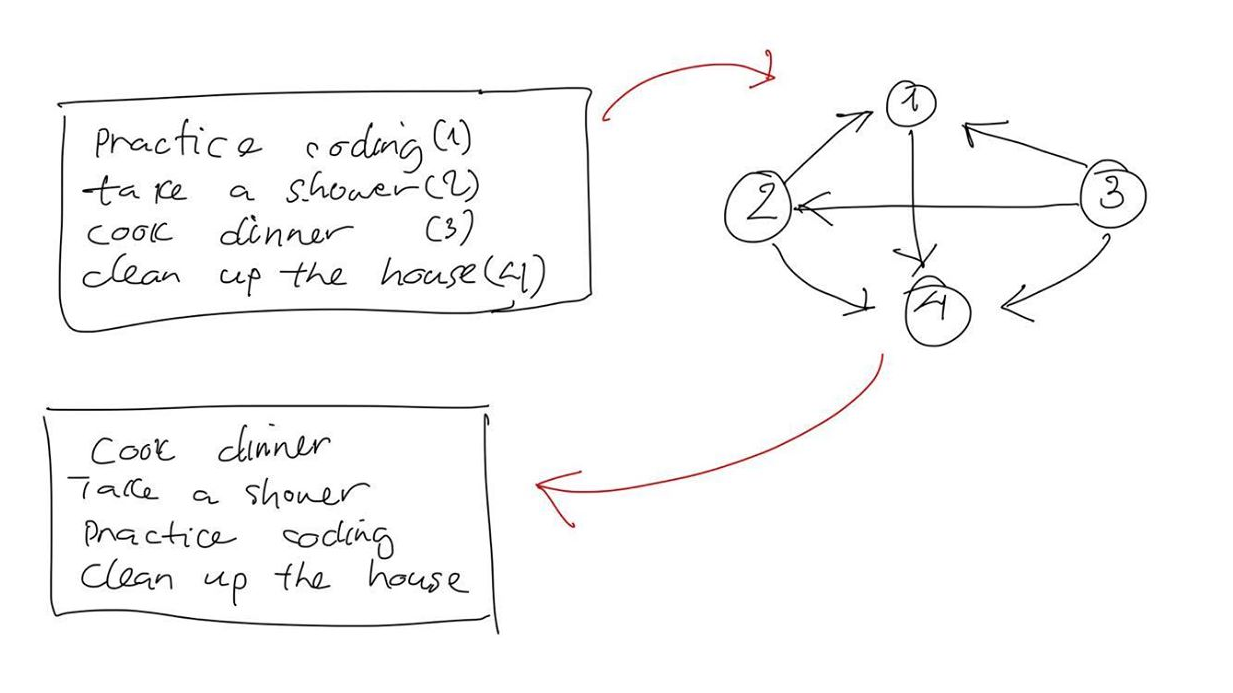 Practice coding (1)
take a shower (2)
cook dinner (3)
clean up the house (4)
1
2
3
4
Cook dinner
Take a shower
Practice coding
Clean up the house